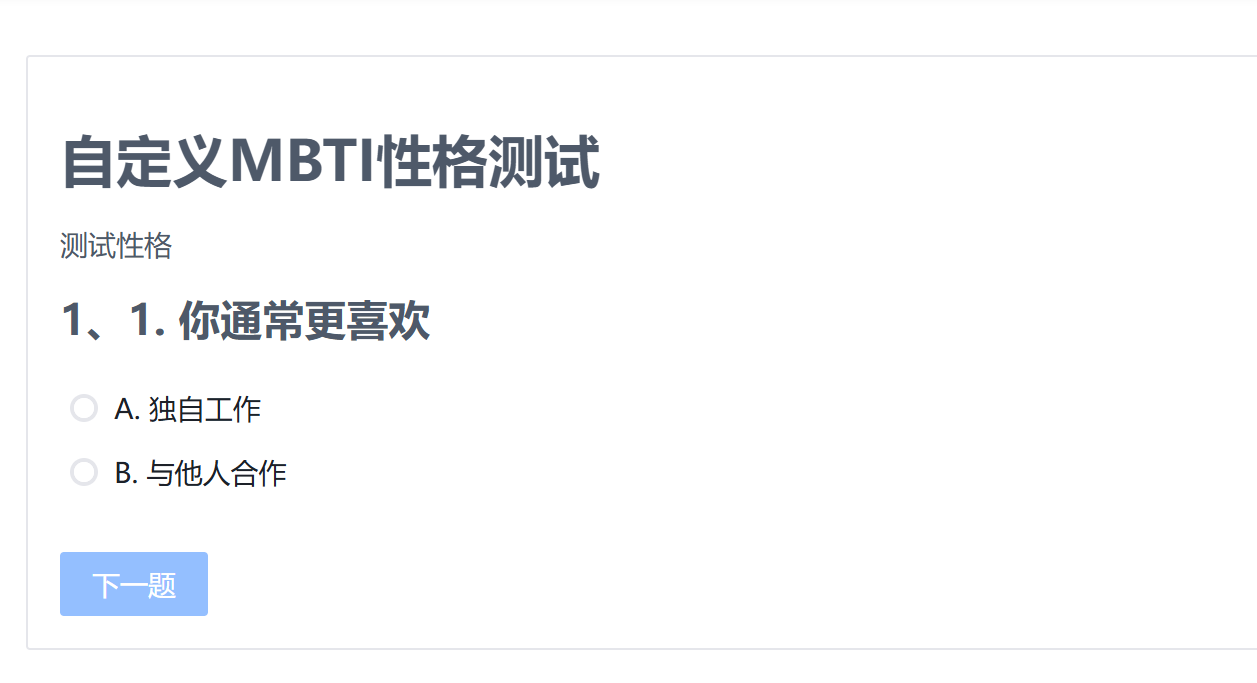 自定义MBTI性格测试
测试性格
1、1. 你通常更喜欢
A. 独自工作
B. 与他人合作
下一题